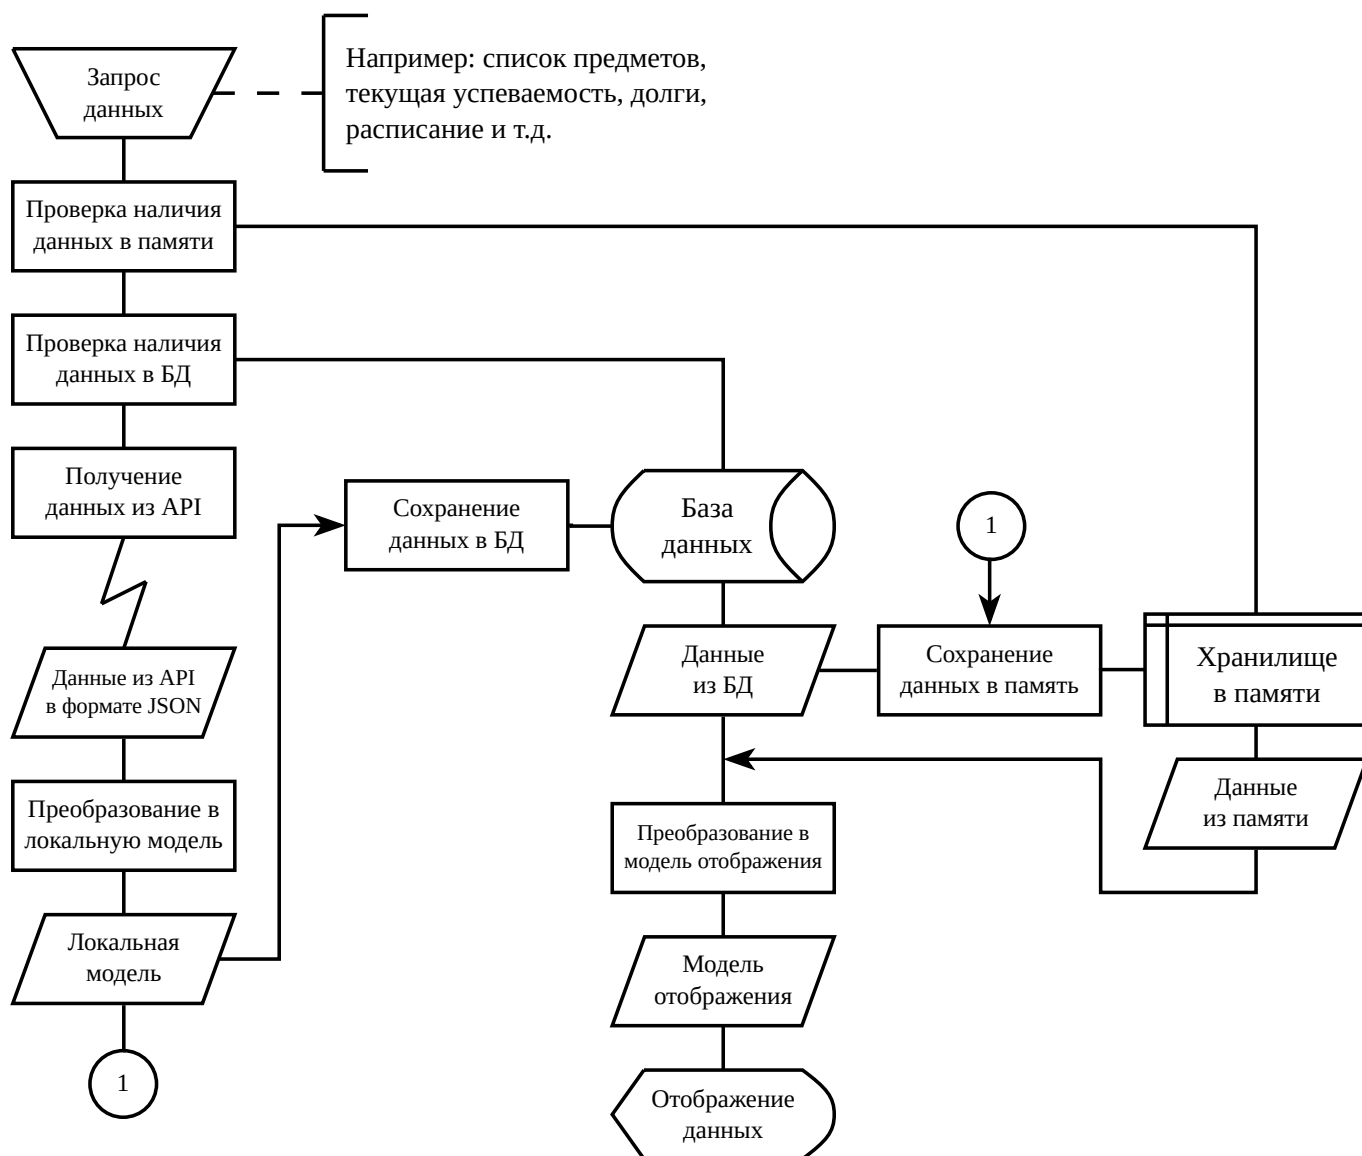 Запрос
данных
Например: список предметов,
текущая успеваемость, долги,
расписание и т.д.
Проверка наличия
данных в памяти
Проверка наличия
данных в БД
Получение
данных из API
Сохранение
данных в БД
База
данных
1
Данные из API
в формате JSON
Данные
из БД
Сохранение
данных в память
Хранилище
в памяти
Преобразование в
локальную модель
Преобразование в
модель отображения
Данные
из памяти
Локальная
модель
Модель
отображения
1
Отображение
данных